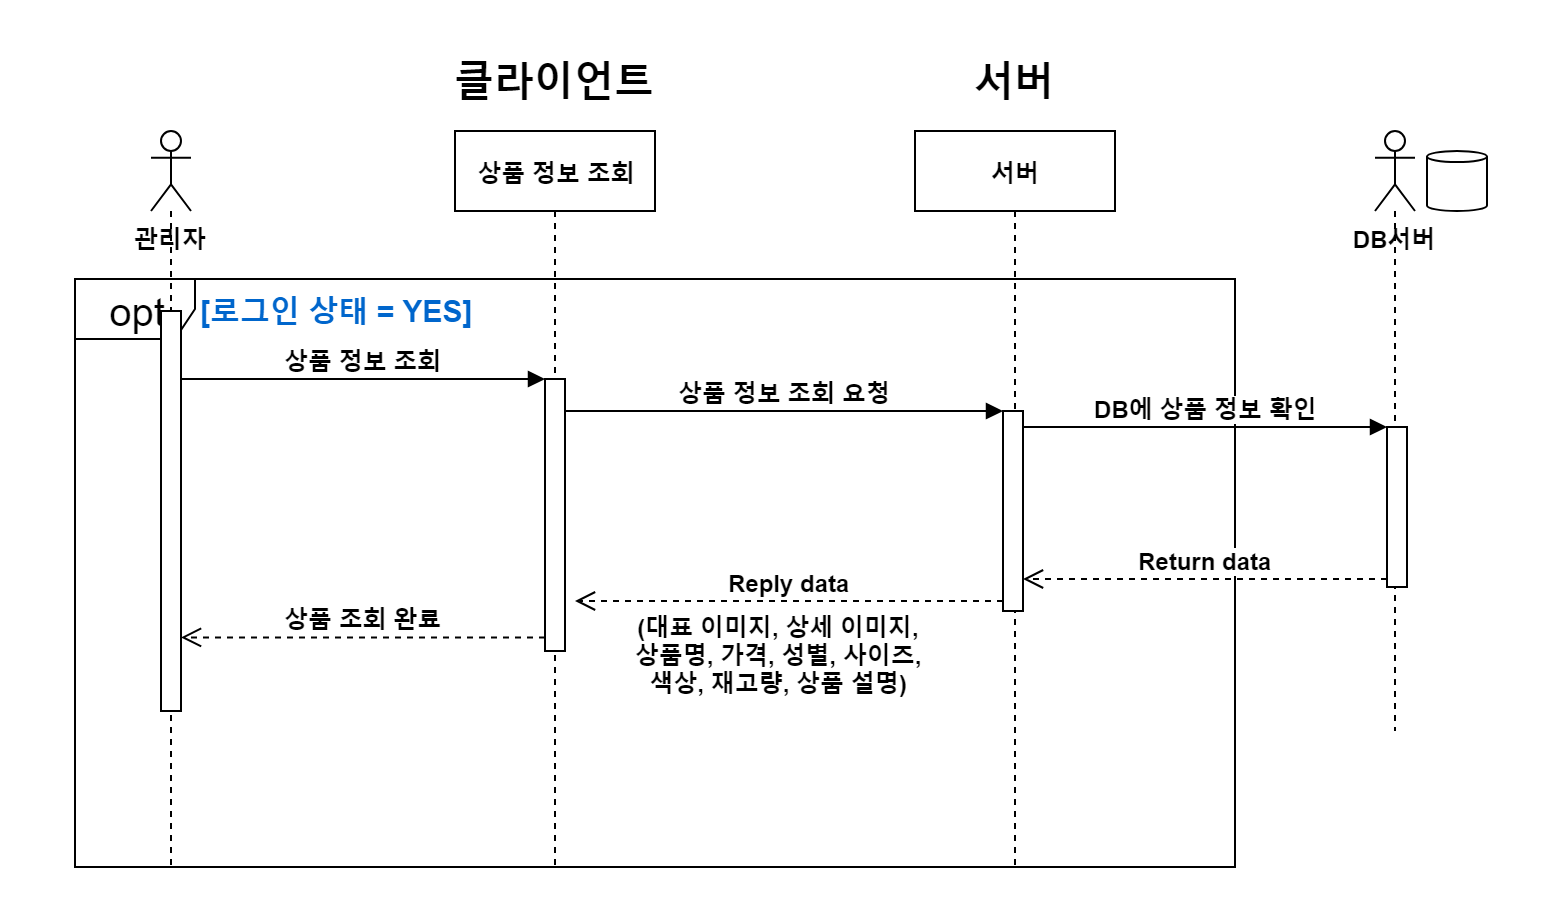 클라이언트
서버
상품 정보 조회
서버
관리자
DB서버
opt
[로그인 상태 = YES]
상품 정보 조회
상품 정보 조회 요청
DB에 상품 정보 확인
Return data
Reply data
상품 조회 완료
(대표 이미지, 상세 이미지,
상품명, 가격, 성별, 사이즈,
색상, 재고량, 상품 설명)